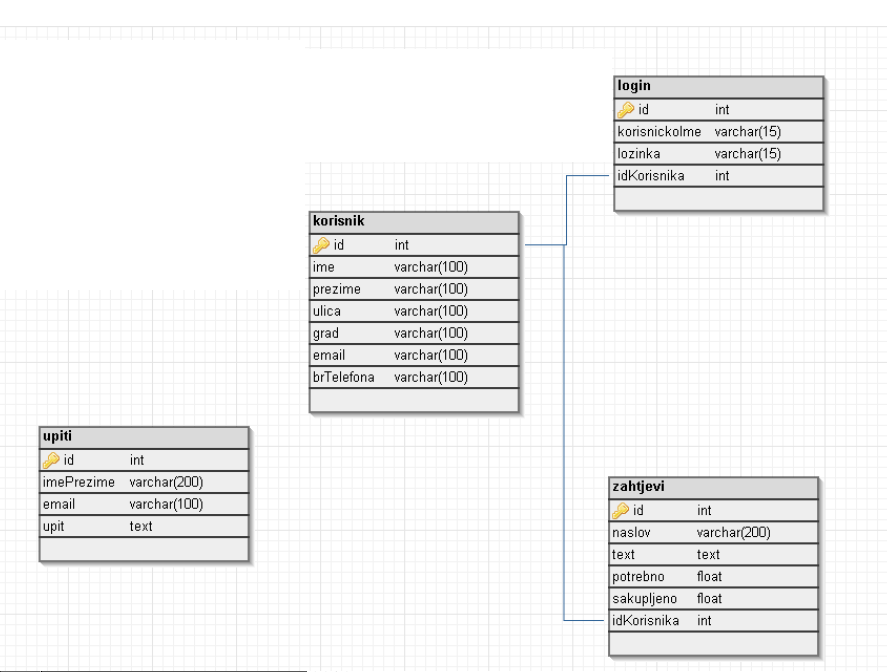 login
id int
korisnickoIme varchar(15)
lozinka varchar(15)
idKorisnika int
korisnik
id int
ime varchar(100)
prezime varchar(100)
ulica varchar(100)
grad varchar(100)
email varchar(100)
brTelefona varchar(100)
upiti
id int
imePrezime varchar(200)
email varchar(100)
upit text
zahtjevi
id int
naslov varchar(200)
text text
potrebno float
sakupljeno float
idKorisnika int